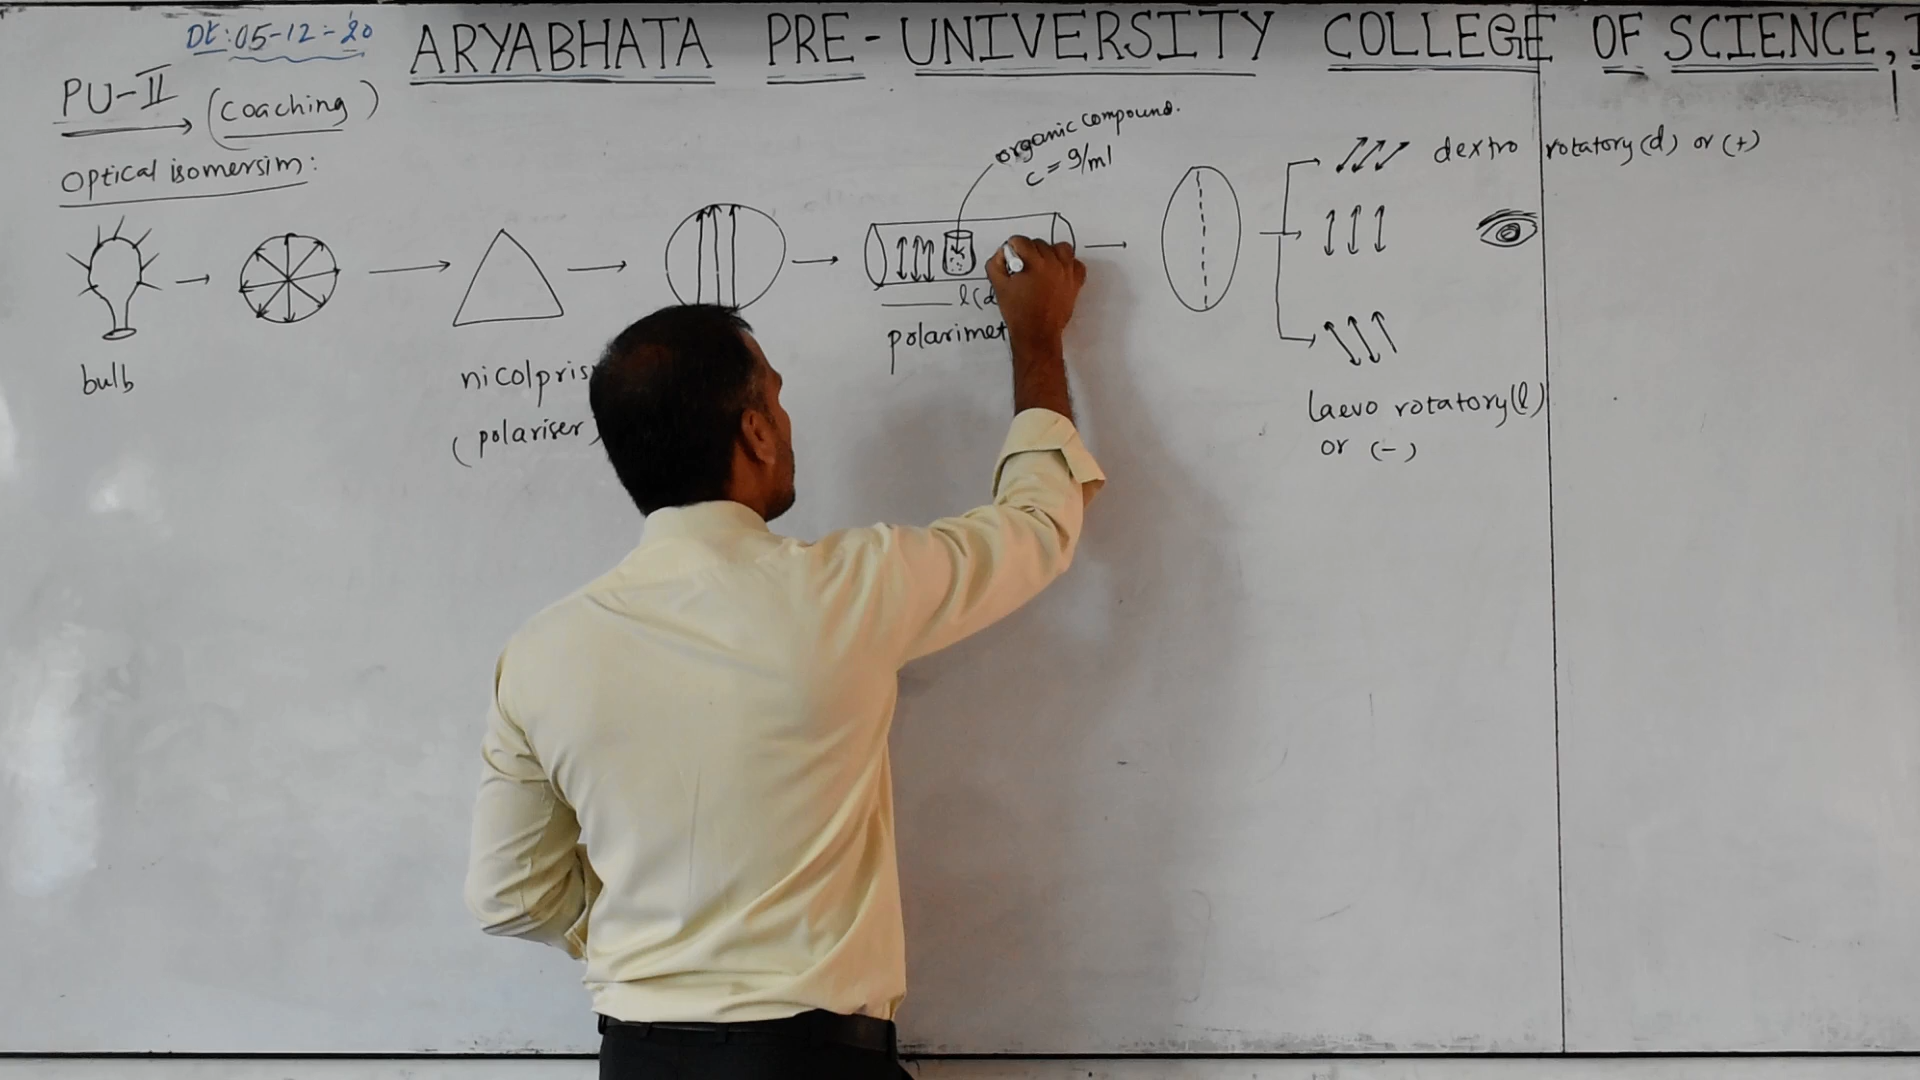 Dt:05-12-20
ARYABHATA PRE-UNIVERSITY COLLEGE OF SCIENCE,
PU-II (coaching)
Optical isomersim:
organic compound.
c = g/ml
dextro rotatory (d) or (+)
l(d
polarimet
bulb
nicolpris
(polariser)
laevo rotatory (l)
or (-)